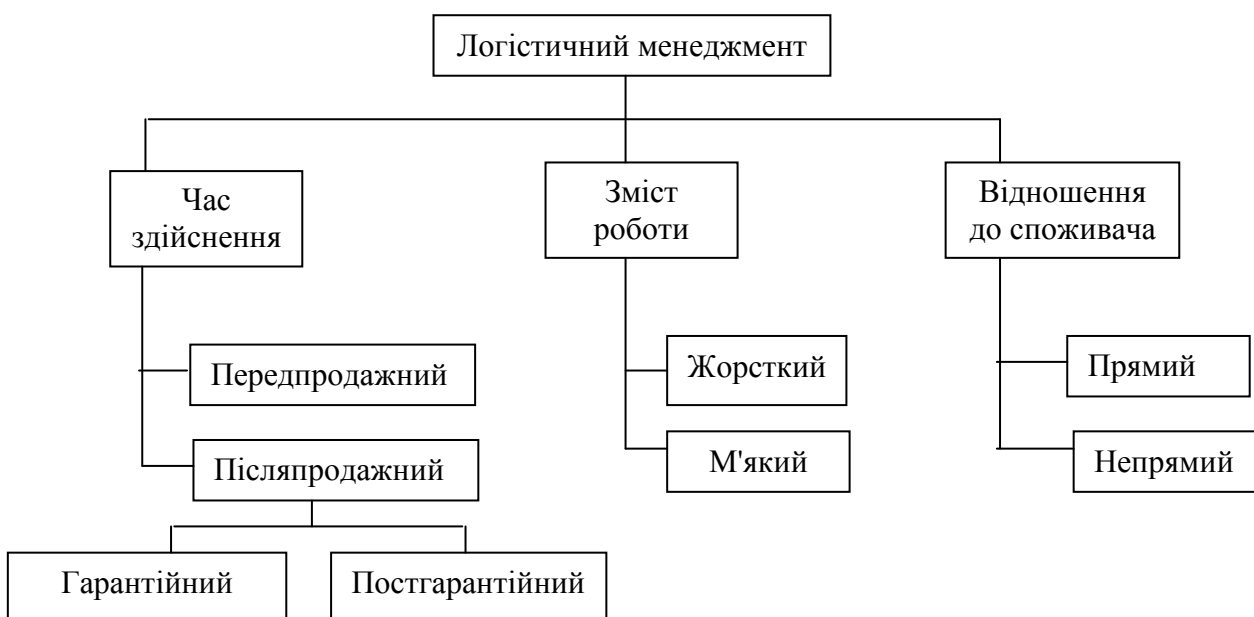 Логістичний менеджмент
Час
здійснення
Зміст
роботи
Відношення
до споживача
Передпродажний
Жорсткий
Прямий
Післяпродажний
М'який
Непрямий
Гарантійний
Постгарантійний